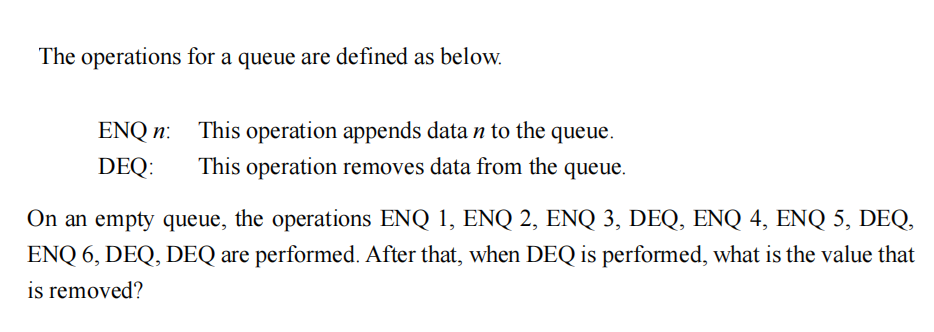 The operations for a queue are defined as below.
ENQ n: This operation appends data n to the queue.
DEQ: This operation removes data from the queue.
On an empty queue, the operations ENQ 1, ENQ 2, ENQ 3, DEQ, ENQ 4, ENQ 5, DEQ,
ENQ 6, DEQ, DEQ are performed. After that, when DEQ is performed, what is the value that
is removed?